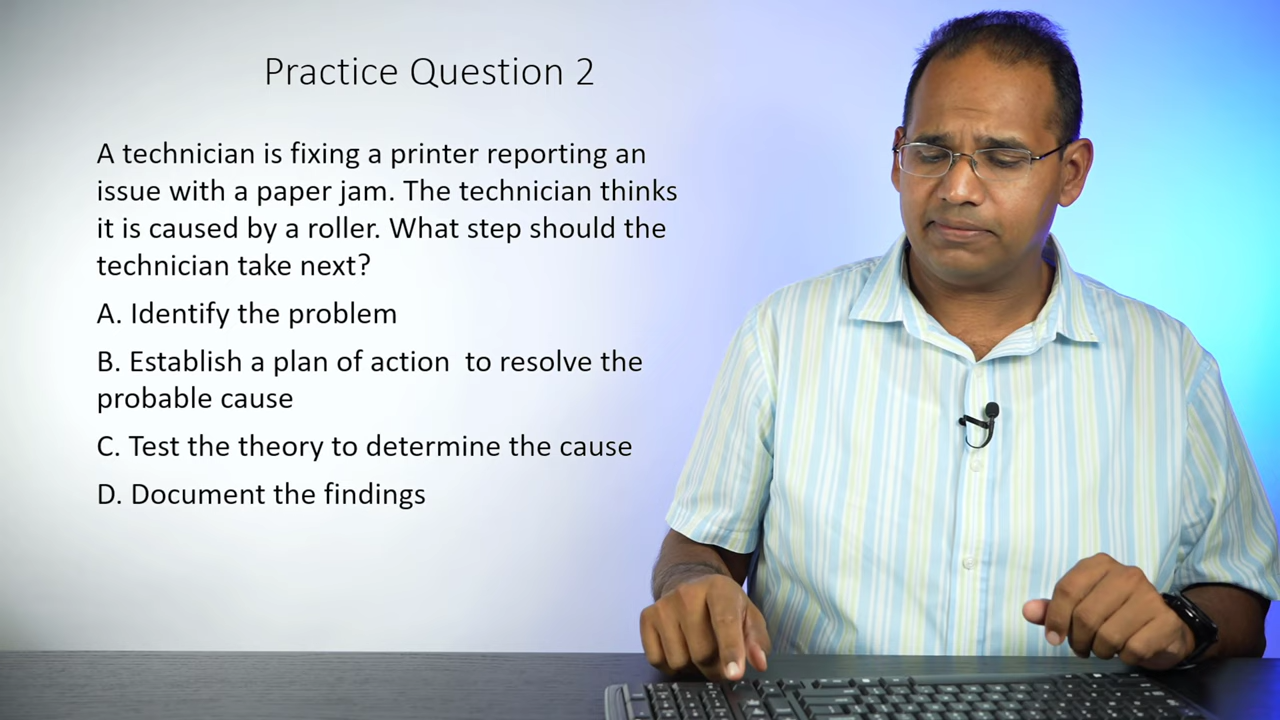 Practice Question 2
A technician is fixing a printer reporting an
issue with a paper jam. The technician thinks
it is caused by a roller. What step should the
technician take next?
A. Identify the problem
B. Establish a plan of action  to resolve the
probable cause
C. Test the theory to determine the cause
D. Document the findings